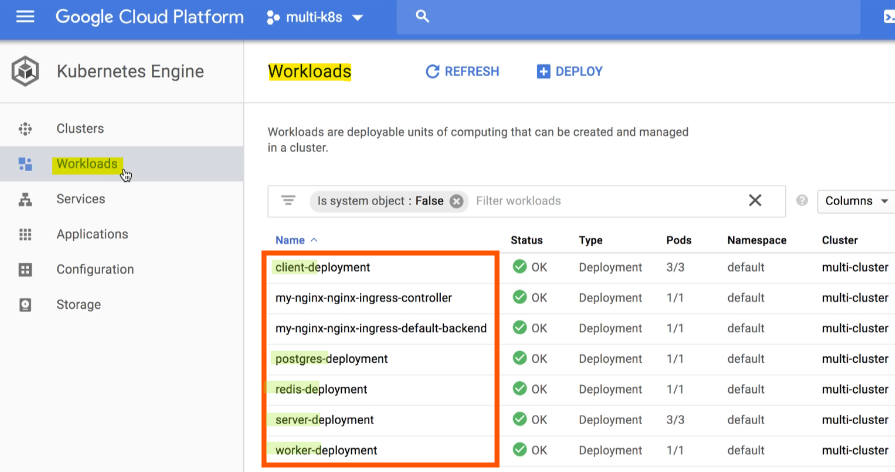 Google Cloud Platform multi-k8s
Kubernetes Engine
Clusters
Workloads
Services
Applications
Configuration
Storage
Workloads REFRESH DEPLOY
Workloads are deployable units of computing that can be created and managed
in a cluster.
Is system object : False Filter workloads Columns
Name Status Type Pods Namespace Cluster
client-deployment OK Deployment 3/3 default multi-cluster
my-nginx-nginx-ingress-controller OK Deployment 1/1 default multi-cluster
my-nginx-nginx-ingress-default-backend OK Deployment 1/1 default multi-cluster
postgres-deployment OK Deployment 1/1 default multi-cluster
redis-deployment OK Deployment 1/1 default multi-cluster
server-deployment OK Deployment 3/3 default multi-cluster
worker-deployment OK Deployment 1/1 default multi-cluster